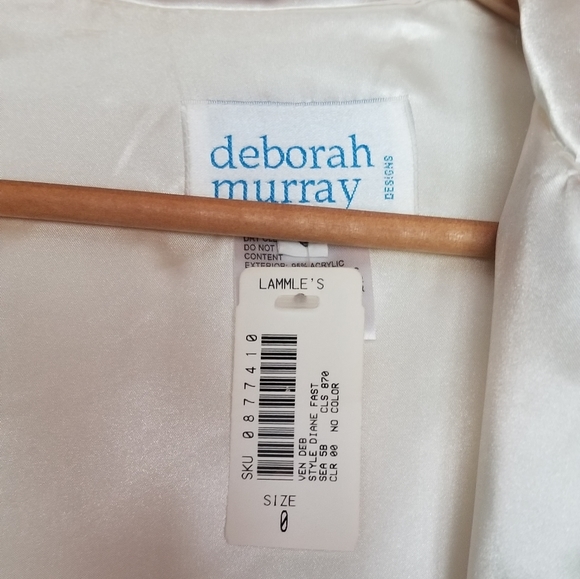 deborah
murray
DESIGNS
DO NOT
CONTENT
EXTERIOR: 95% ACRYLIC
LAMMLE'S
SKU 0877410
VEN DEB
STYLE DIANE FAST
SEA 5B CLS 870
CLR 00 NO COLOR
SIZE
0